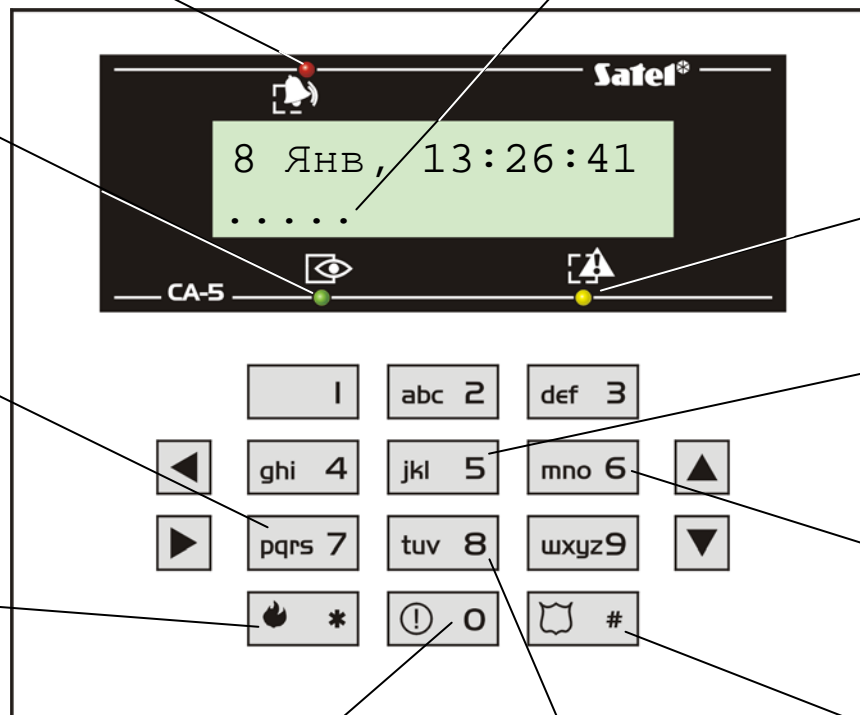 Satel®
8 Янв, 13:26:41
.....
CA-5
1
abc 2
def 3
ghi 4
jkl 5
mno 6
pqrs 7
tuv 8
wxyz9
*
0
#